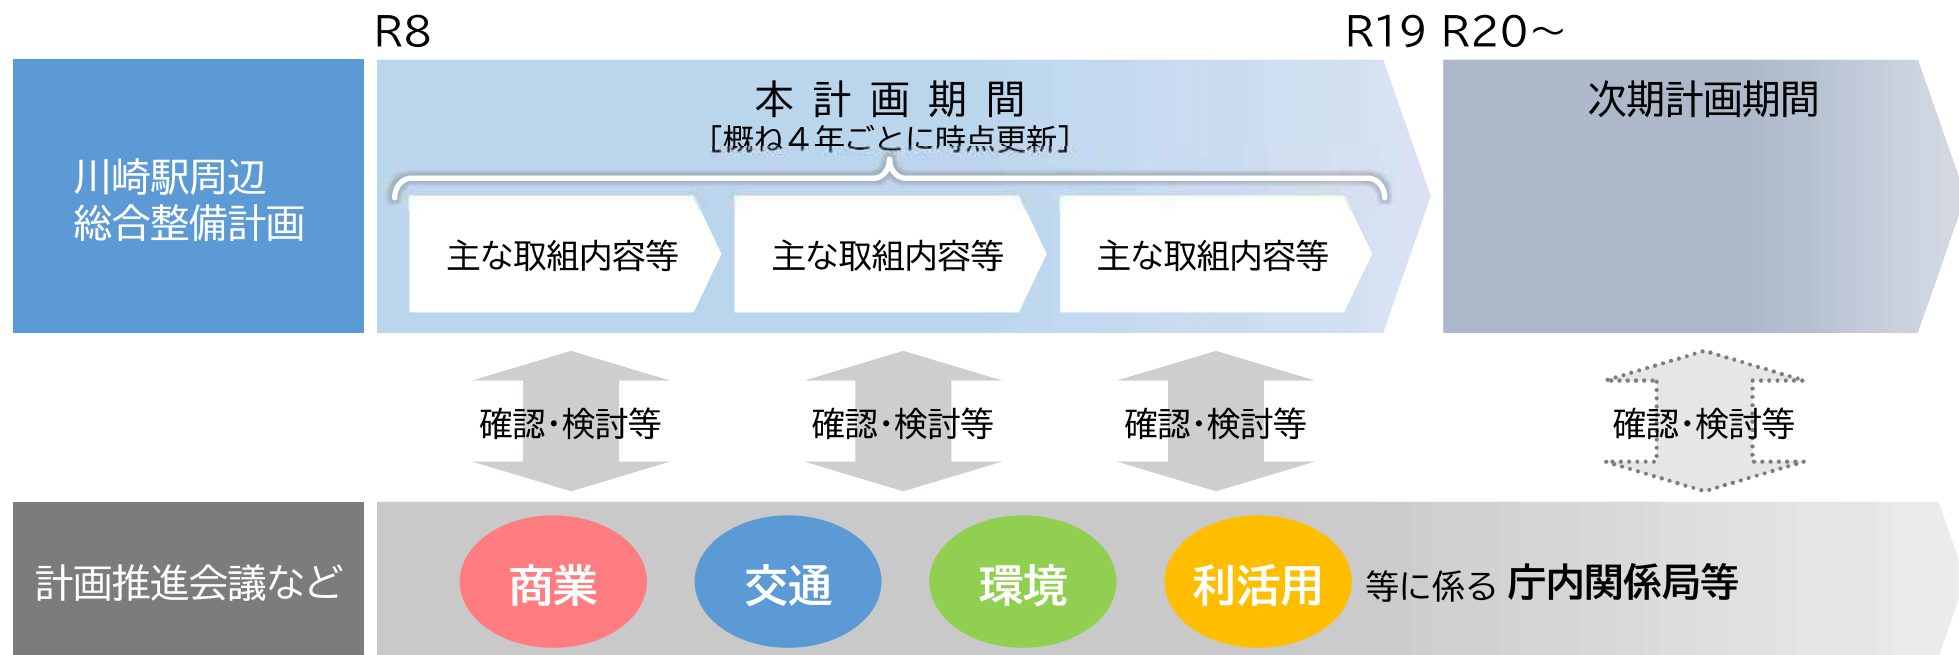 R8
R19 R20～
川崎駅周辺
総合整備計画
本計画期間
［概ね４年ごとに時点更新］
次期計画期間
主な取組内容等
主な取組内容等
主な取組内容等
確認・検討等
確認・検討等
確認・検討等
確認・検討等
計画推進会議など
商業
交通
環境
利活用
等に係る 庁内関係局等